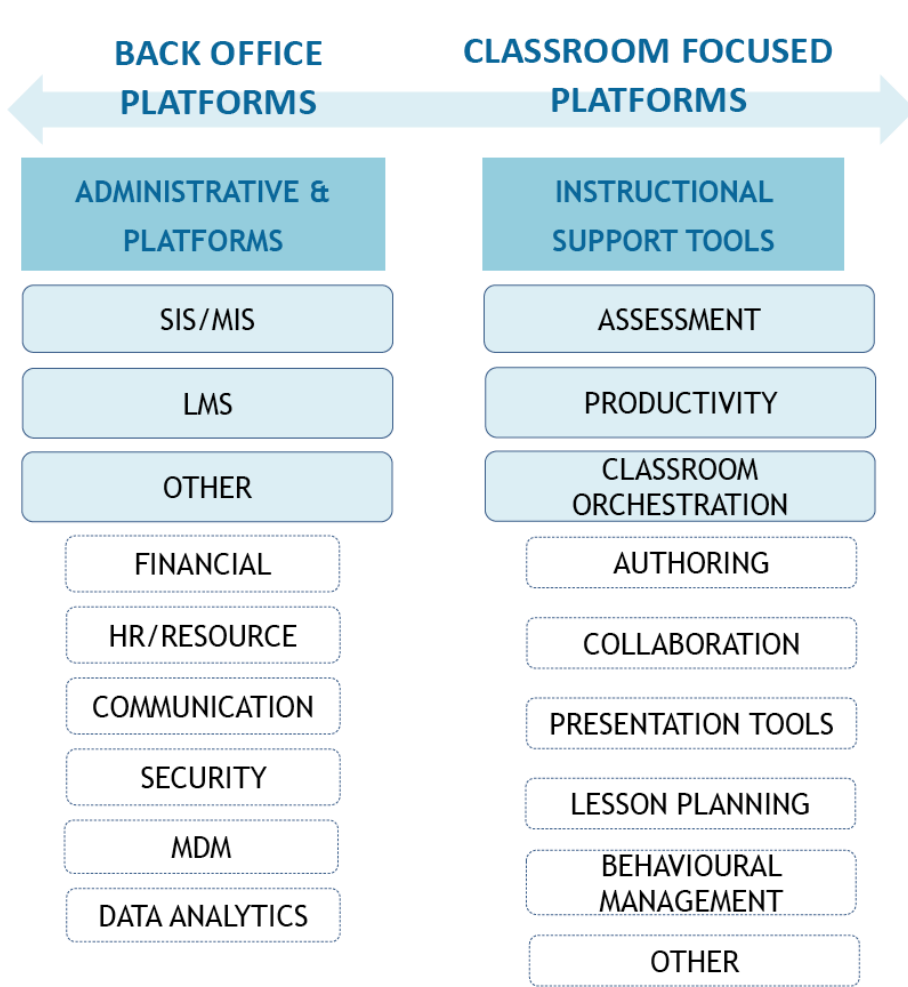 BACK OFFICE
PLATFORMS
CLASSROOM FOCUSED
PLATFORMS
ADMINISTRATIVE &
PLATFORMS
SIS/MIS
LMS
OTHER
FINANCIAL
HR/RESOURCE
COMMUNICATION
SECURITY
MDM
DATA ANALYTICS
INSTRUCTIONAL
SUPPORT TOOLS
ASSESSMENT
PRODUCTIVITY
CLASSROOM
ORCHESTRATION
AUTHORING
COLLABORATION
PRESENTATION TOOLS
LESSON PLANNING
BEHAVIOURAL
MANAGEMENT
OTHER